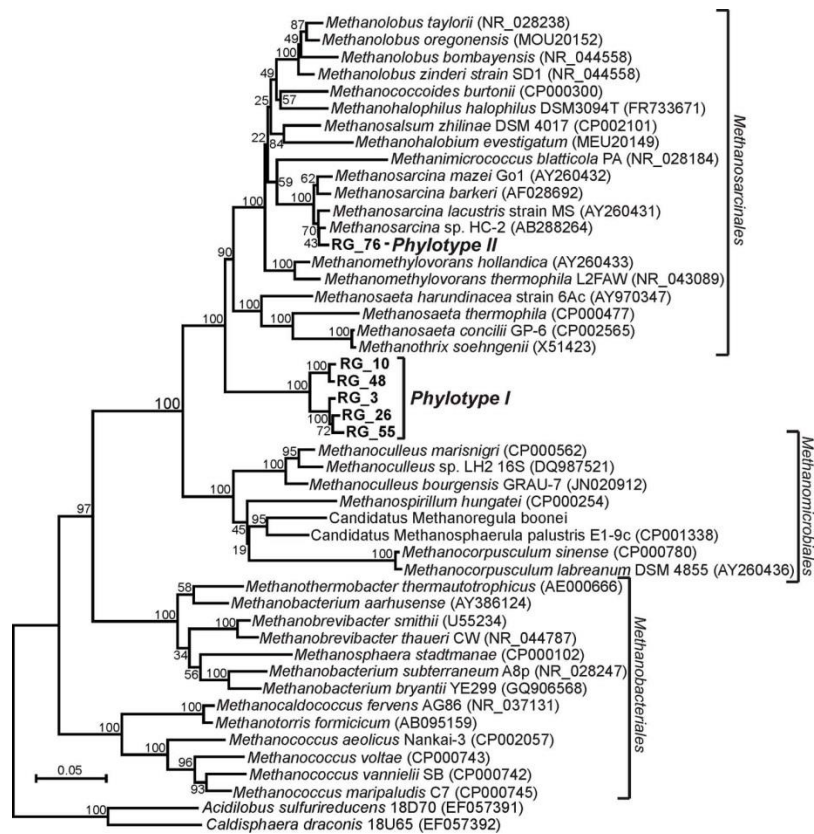 Methanolobus taylorii (NR_028238)
Methanolobus oregonensis (MOU20152)
Methanolobus bombayensis (NR_044558)
Methanolobus zinderi strain SD1 (NR_044558)
Methanococcoides burtonii (CP000300)
Methanohalophilus halophilus DSM3094T (FR733671)
Methanosalsum zhilinae DSM 4017 (CP002101)
Methanohalobium evestigatum (MEU20149)
Methanimicrococcus blatticola PA (NR_028184)
Methanosarcina mazei Go1 (AY260432)
Methanosarcina barkeri (AF028692)
Methanosarcina lacustris strain MS (AY260431)
Methanosarcina sp. HC-2 (AB288264)
RG_76 - Phylotype II
Methanomethylovorans hollandica (AY260433)
Methanomethylovorans thermophila L2FAW (NR_043089)
Methanosaeta harundinacea strain 6Ac (AY970347)
Methanosaeta thermophila (CP000477)
Methanosaeta concilii GP-6 (CP002565)
Methanothrix soehngenii (X51423)
Methanosarcinales
RG_10
RG_48
RG_3
RG_26
RG_55
Phylotype I
Methanoculleus marisnigri (CP000562)
Methanoculleus sp. LH2 16S (DQ987521)
Methanoculleus bourgensis GRAU-7 (JN020912)
Methanospirillum hungatei (CP000254)
Candidatus Methanoregula boonei
Candidatus Methanosphaerula palustris E1-9c (CP001338)
Methanocorpusculum sinense (CP000780)
Methanocorpusculum labreanum DSM 4855 (AY260436)
Methanomicrobiales
Methanothermobacter thermautotrophicus (AE000666)
Methanobacterium aarhusense (AY386124)
Methanobrevibacter smithii (U55234)
Methanobrevibacter thaueri CW (NR_044787)
Methanosphaera stadtmanae (CP000102)
Methanobacterium subterraneum A8p (NR_028247)
Methanobacterium bryantii YE299 (GQ906568)
Methanocaldococcus fervens AG86 (NR_037131)
Methanotorris formicicum (AB095159)
Methanococcus aeolicus Nankai-3 (CP002057)
Methanococcus voltae (CP000743)
Methanococcus vannielii SB (CP000742)
Methanococcus maripaludis C7 (CP000745)
Methanobacteriales
Acidilobus sulfurireducens 18D70 (EF057391)
Caldisphaera draconis 18U65 (EF057392)
87
49
100
49
57
25
22
84
59
62
100
70
43
100
100
90
100
100
100
100
100
100
100
72
100
95
100
100
45
95
19
100
97
58
100
100
34
56
100
100
100
100
96
93
100
0.05